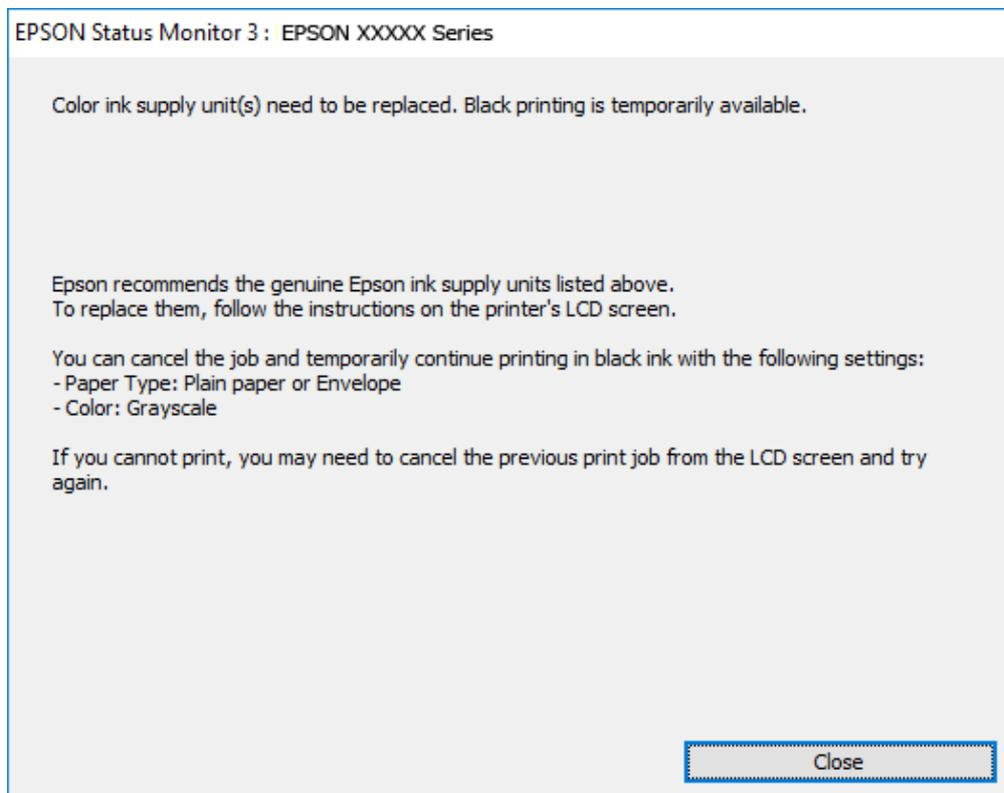 EPSON Status Monitor 3 : EPSON XXXXX Series
Color ink supply unit(s) need to be replaced. Black printing is temporarily available.
Epson recommends the genuine Epson ink supply units listed above.
To replace them, follow the instructions on the printer's LCD screen.
You can cancel the job and temporarily continue printing in black ink with the following settings:
- Paper Type: Plain paper or Envelope
- Color: Grayscale
If you cannot print, you may need to cancel the previous print job from the LCD screen and try
again.
Close